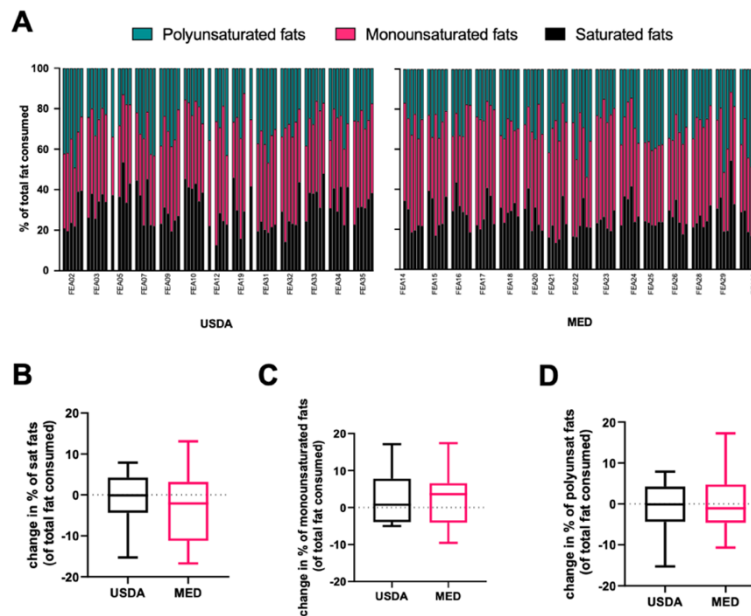 A
Polyunsaturated fats
Monounsaturated fats
Saturated fats
% of total fat consumed
100
80
60
40
20
0
FEA02
FEA03
FEA05
FEA07
FEA09
FEA10
FEA12
FEA19
FEA31
FEA32
FEA33
FEA34
FEA35
USDA
FEA14
FEA15
FEA16
FEA17
FEA18
FEA20
FEA21
FEA22
FEA23
FEA24
FEA25
FEA26
FEA28
FEA29
MED
B
change in % of sat fats
(of total fat consumed)
20
10
0
-10
-20
USDA
MED
C
change in % of monounsaturated fats
(of total fat consumed)
20
10
0
-10
-20
USDA
MED
D
change in % of polyunsat fats
(of total fat consumed)
20
10
0
-10
-20
USDA
MED